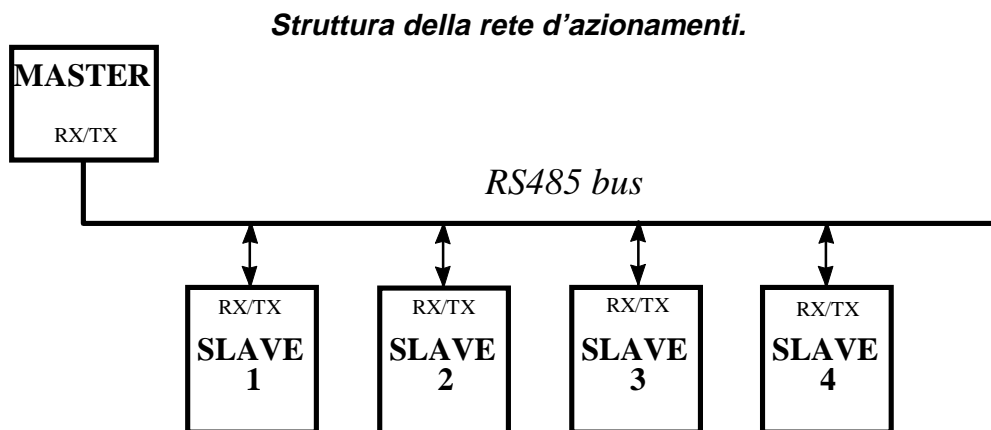 Struttura della rete d'azionamenti.
MASTER
RX/TX
RS485 bus
RX/TX
SLAVE
1
RX/TX
SLAVE
2
RX/TX
SLAVE
3
RX/TX
SLAVE
4